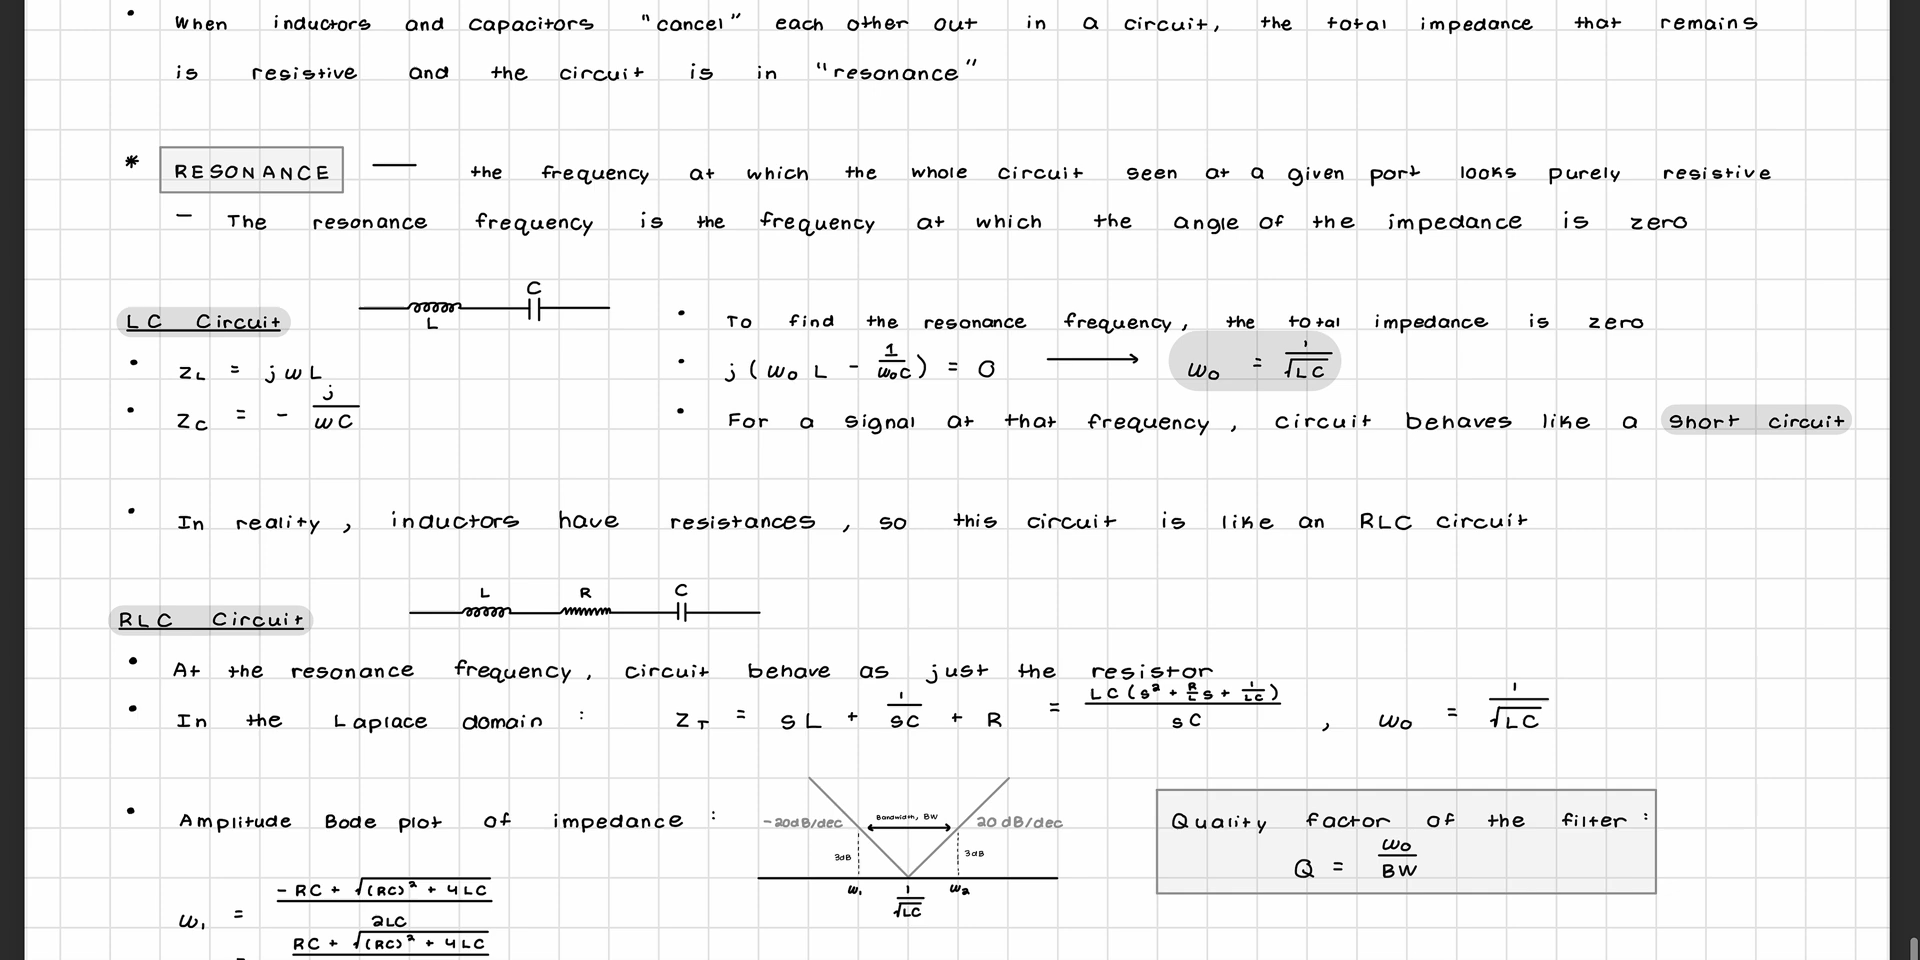 • When inductors and capacitors "cancel" each other out in a circuit, the total impedance that remains
is resistive and the circuit is in "resonance"
* RESONANCE — the frequency at which the whole circuit seen at a given port looks purely resistive
- The resonance frequency is the frequency at which the angle of the impedance is zero
LC Circuit
L
C
• Z_L = jωL
• Z_C = - j/(ωC)
• To find the resonance frequency, the total impedance is zero
• j(ω₀L - 1/(ω₀C)) = 0 → ω₀ = 1/√(LC)
• For a signal at that frequency, circuit behaves like a short circuit
• In reality, inductors have resistances, so this circuit is like an RLC circuit
RLC Circuit
L R C
• At the resonance frequency, circuit behave as just the resistor
• In the Laplace domain : Z_T = sL + 1/(sC) + R = LC(s² + (R/L)s + 1/(LC))/(sC) , ω₀ = 1/√(LC)
• Amplitude Bode plot of impedance :
-20dB/dec Bandwidth, BW 20 dB/dec
3dB 3dB
ω₁ 1/√(LC) ω₂
Quality factor of the filter :
Q = ω₀/BW
ω₁ = (-RC + √((RC)² + 4LC))/(2LC)
= RC + √((RC)² + 4LC)